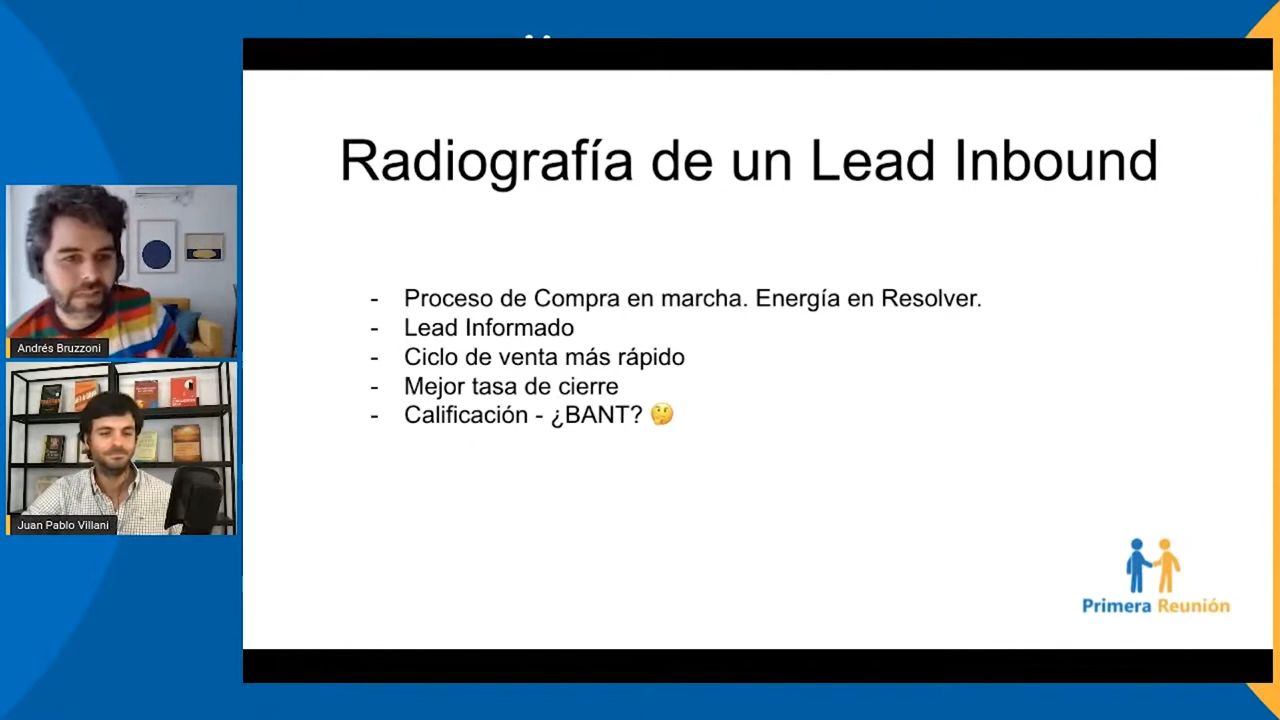 Radiografía de un Lead Inbound
- Proceso de Compra en marcha. Energía en Resolver.
- Lead Informado
- Ciclo de venta más rápido
- Mejor tasa de cierre
- Calificación - ¿BANT? 🤔
Andrés Bruzzoni
Juan Pablo Villani
Primera Reunión